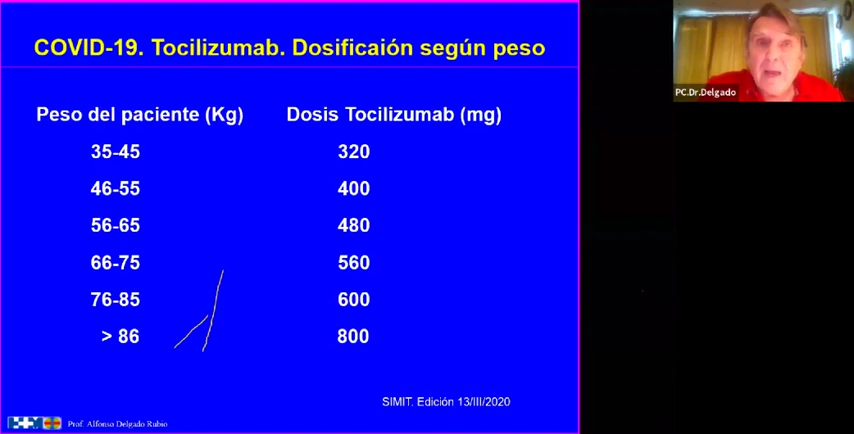 COVID-19. Tocilizumab. Dosificaión según peso
Peso del paciente (Kg) Dosis Tocilizumab (mg)
35-45 320
46-55 400
56-65 480
66-75 560
76-85 600
> 86 800
SIMIT. Edición 13/III/2020
Prof. Alfonso Delgado Rubio
PC.Dr.Delgado